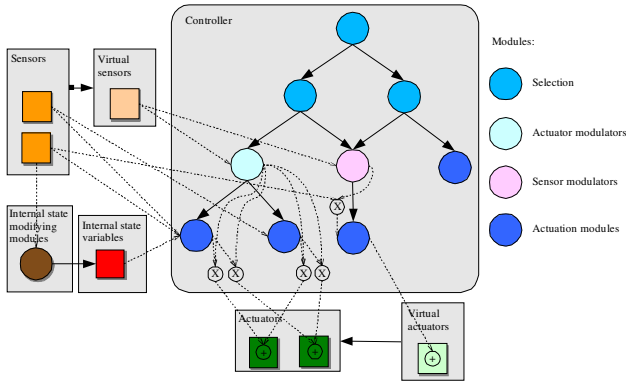 Controller
Modules:
Sensors
Virtual
sensors
Selection
Actuator modulators
Sensor modulators
X
Internal state
modifying
modules
Internal state
variables
Actuation modules
X
X
X
X
Actuators
Virtual
actuators
+
+
+